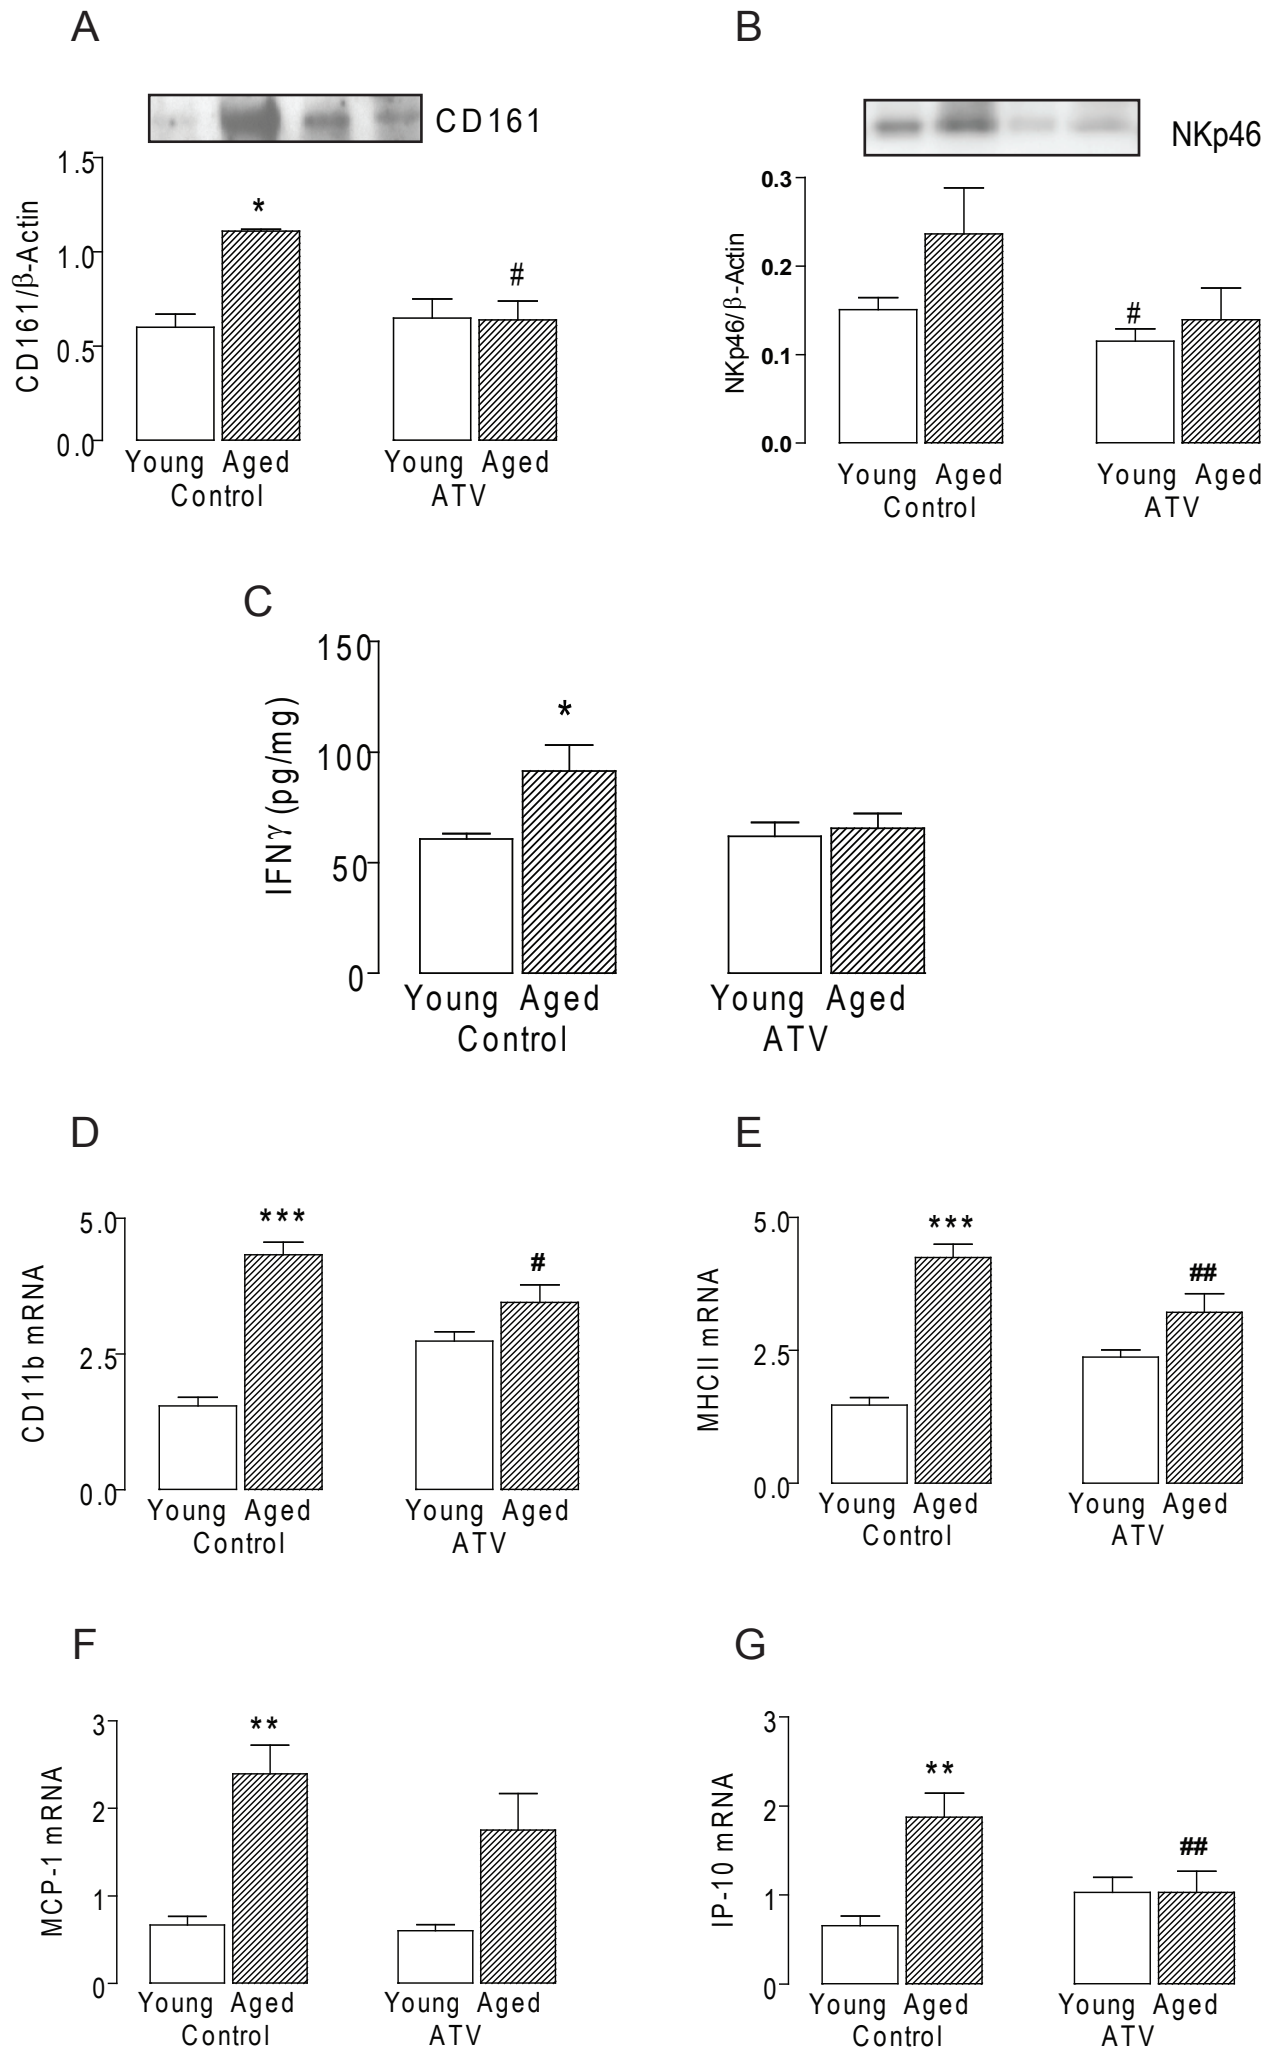 A
CD161
1.5
1.0
0.5
0.0
CD161/β-Actin
*
#
Young Aged Young Aged
Control ATV
B
NKp46
0.3
0.2
0.1
0.0
NKp46/β-Actin
#
Young Aged Young Aged
Control ATV
C
150
100
50
0
IFNγ (pg/mg)
*
Young Aged Young Aged
Control ATV
D
5.0
2.5
0.0
CD11b mRNA
***
#
Young Aged Young Aged
Control ATV
E
5.0
2.5
0.0
MHCII mRNA
***
##
Young Aged Young Aged
Control ATV
F
3
2
1
0
MCP-1 mRNA
**
Young Aged Young Aged
Control ATV
G
3
2
1
0
IP-10 mRNA
**
##
Young Aged Young Aged
Control ATV